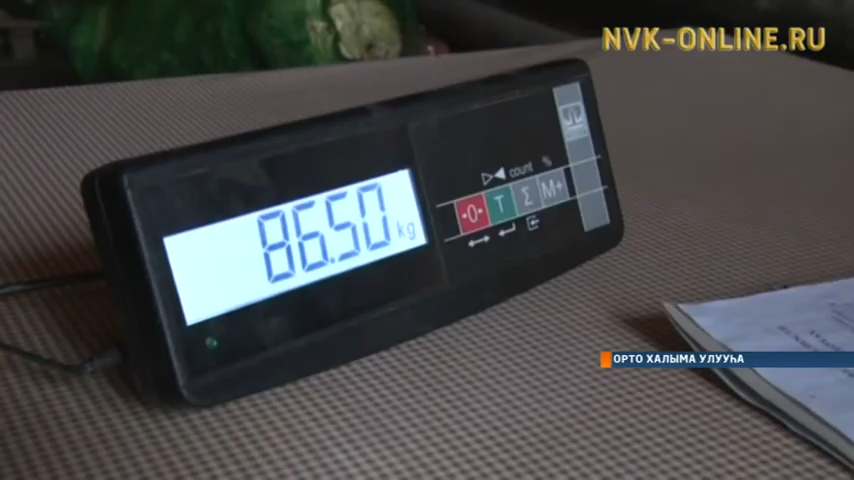 NVK-ONLINE.RU
count %
86.50 kg
•0• T Σ M+
ОРТО ХАЛЫМА УЛУУҺА